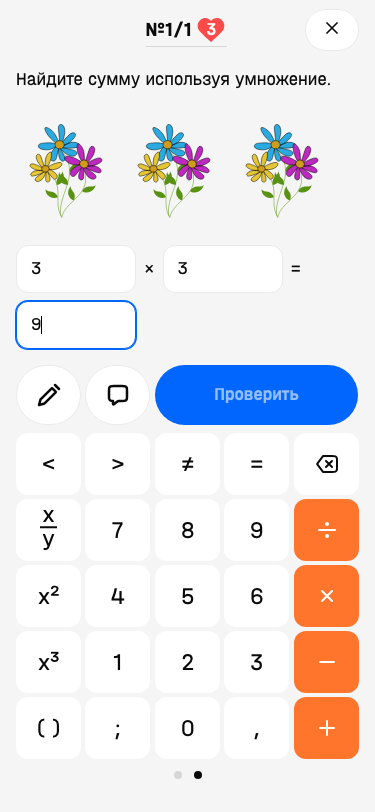 №1/1 3
Найдите сумму используя умножение.
3 × 3 =
9
Проверить
< > ≠ =
x/y 7 8 9 ÷
x² 4 5 6 ×
x³ 1 2 3 −
( ) ; 0 , +